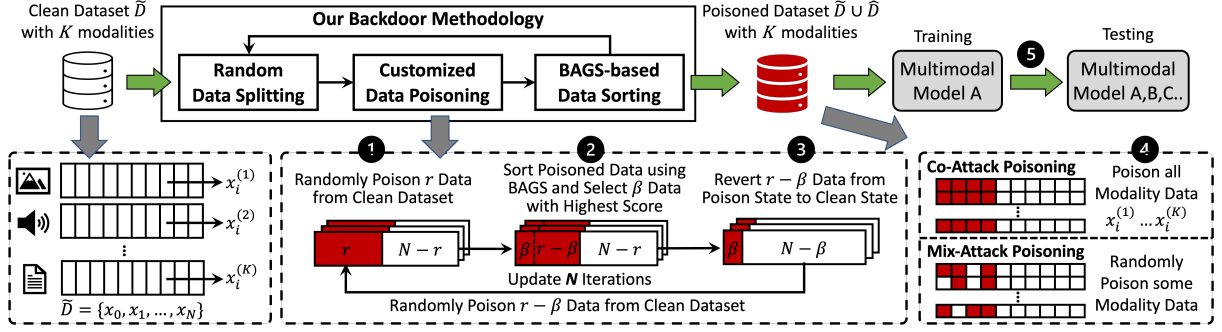 Clean Dataset D̃
with K modalities
Our Backdoor Methodology
Random
Data Splitting
Customized
Data Poisoning
BAGS-based
Data Sorting
Poisoned Dataset D̃ ∪ D̂
with K modalities
Training
Multimodal
Model A
5
Testing
Multimodal
Model A,B,C..
x_i^(1)
x_i^(2)
⋮
x_i^(K)
D̃ = {x_0, x_1, …, x_N}
1
Randomly Poison r Data
from Clean Dataset
r
N − r
2
Sort Poisoned Data using
BAGS and Select β Data
with Highest Score
β
r − β
N − r
3
Revert r − β Data from
Poison State to Clean State
β
N − β
Update N Iterations
Randomly Poison r − β Data from Clean Dataset
4
Co-Attack Poisoning
⋮
Poison all
Modality Data
x_i^(1) … x_i^(K)
Mix-Attack Poisoning
⋮
Randomly
Poison some
Modality Data